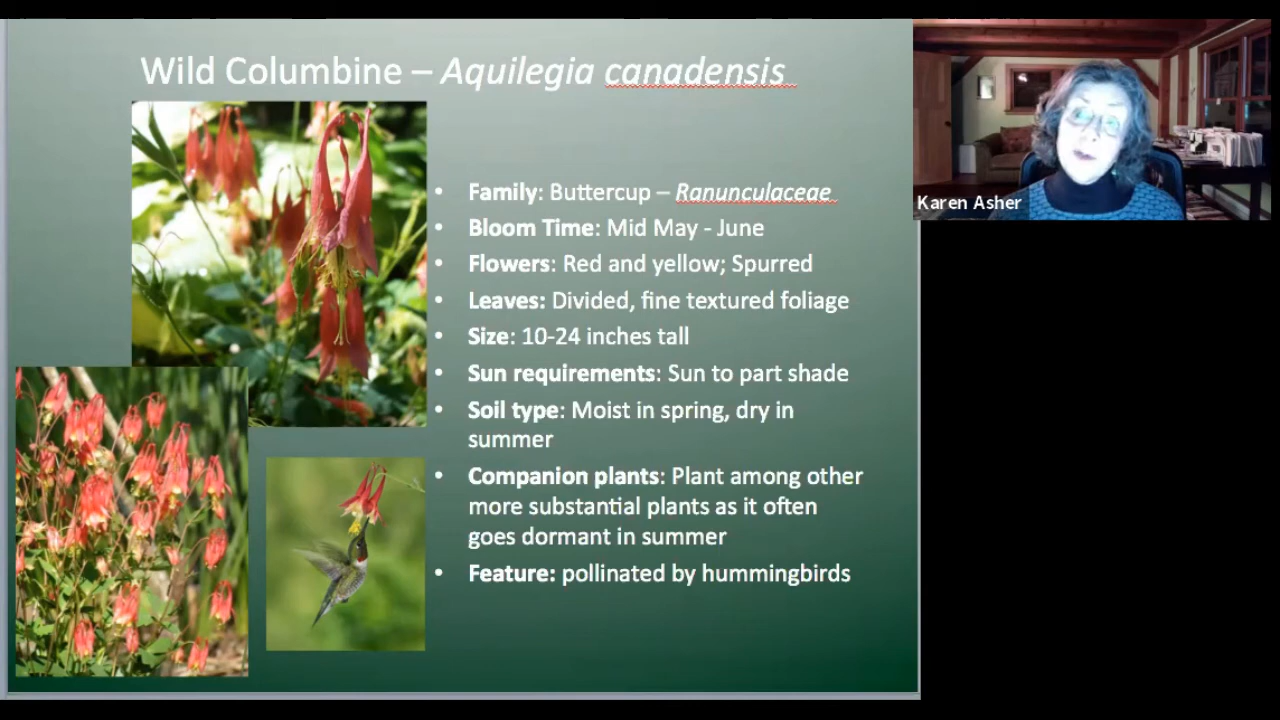 Wild Columbine – Aquilegia canadensis
• Family: Buttercup – Ranunculaceae
• Bloom Time: Mid May - June
• Flowers: Red and yellow; Spurred
• Leaves: Divided, fine textured foliage
• Size: 10-24 inches tall
• Sun requirements: Sun to part shade
• Soil type: Moist in spring, dry in
summer
• Companion plants: Plant among other
more substantial plants as it often
goes dormant in summer
• Feature: pollinated by hummingbirds
Karen Asher